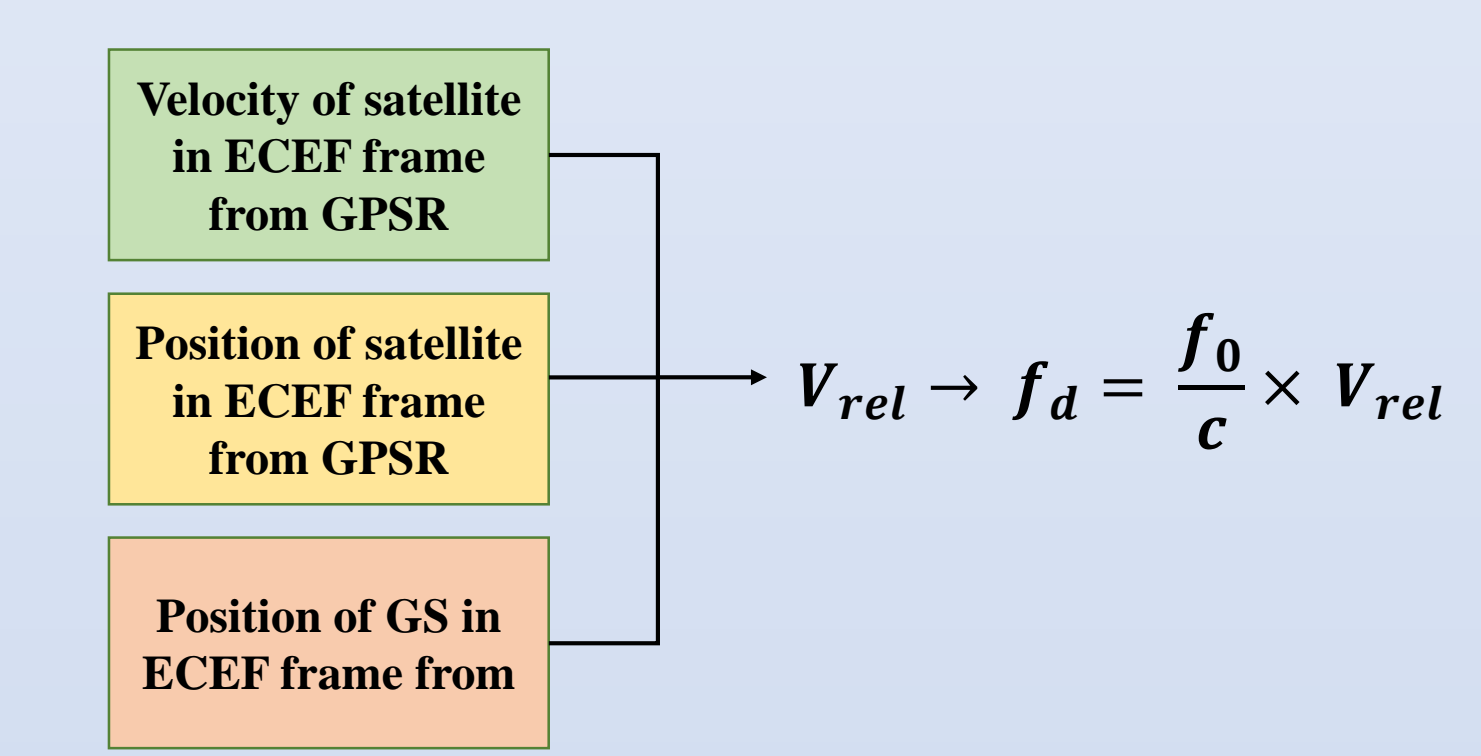 Velocity of satellite
in ECEF frame
from GPSR
Position of satellite
in ECEF frame
from GPSR
Position of GS in
ECEF frame from
V_rel → f_d = f_0/c × V_rel